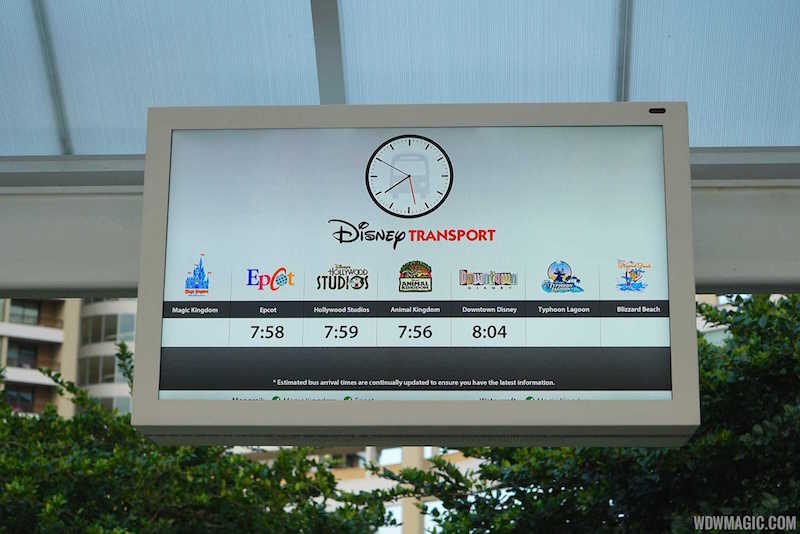 Disney TRANSPORT
Epcot
Disney's
HOLLYWOOD
STUDIOS
ANIMAL
KINGDOM
Downtown
DISNEY
TYPHOON
LAGOON
Magic Kingdom Epcot Hollywood Studios Animal Kingdom Downtown Disney Typhoon Lagoon Blizzard Beach
7:58 7:59 7:56 8:04
* Estimated bus arrival times are continually updated to ensure you have the latest information.
WDWMAGIC.COM